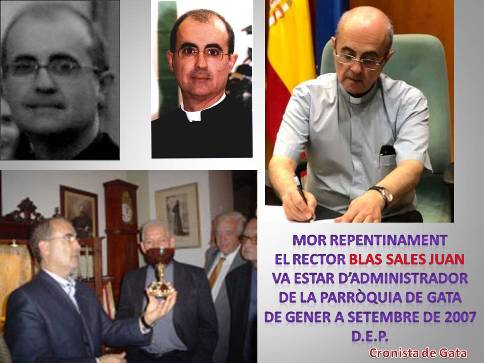 MOR REPENTINAMENT
EL RECTOR BLAS SALES JUAN
VA ESTAR D'ADMINISTRADOR
DE LA PARRÒQUIA DE GATA
DE GENER A SETEMBRE DE 2007
D.E.P.
Cronista de Gata